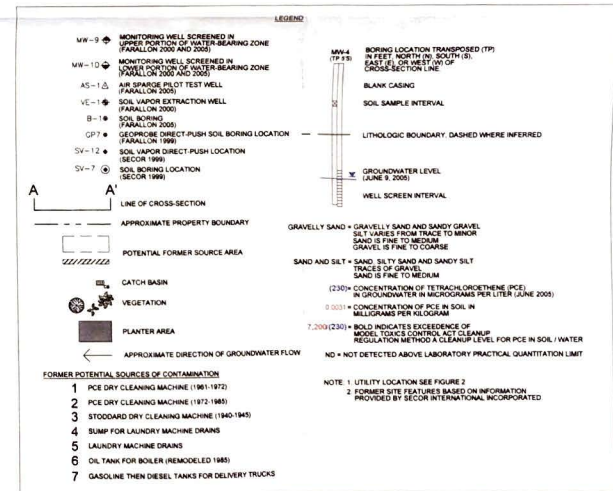 LEGEND
MW-9 MONITORING WELL SCREENED IN
UPPER PORTION OF WATER-BEARING ZONE
(FARALLON 2000 AND 2005)
MW-10 MONITORING WELL SCREENED IN
LOWER PORTION OF WATER-BEARING ZONE
(FARALLON 2000 AND 2005)
AS-1 AIR SPARGE PILOT TEST WELL
(FARALLON 2005)
VE-1 SOIL VAPOR EXTRACTION WELL
(FARALLON 2000)
B-1 SOIL BORING
(FARALLON 2005)
GP7 GEOPROBE DIRECT-PUSH SOIL BORING LOCATION
(FARALLON 1999)
SV-12 SOIL VAPOR DIRECT-PUSH LOCATION
(SECOR 1999)
SV-7 SOIL BORING LOCATION
(SECOR 1999)
A A'
LINE OF CROSS-SECTION
APPROXIMATE PROPERTY BOUNDARY
POTENTIAL FORMER SOURCE AREA
CATCH BASIN
VEGETATION
PLANTER AREA
APPROXIMATE DIRECTION OF GROUNDWATER FLOW
FORMER POTENTIAL SOURCES OF CONTAMINATION
1 PCE DRY CLEANING MACHINE (1961-1972)
2 PCE DRY CLEANING MACHINE (1972-1985)
3 STODDARD DRY CLEANING MACHINE (1940-1945)
4 SUMP FOR LAUNDRY MACHINE DRAINS
5 LAUNDRY MACHINE DRAINS
6 OIL TANK FOR BOILER (REMODELED 1985)
7 GASOLINE THEN DIESEL TANKS FOR DELIVERY TRUCKS
MW-4
(TP 5'S)
BORING LOCATION TRANSPOSED (TP)
IN FEET, NORTH (N), SOUTH (S),
EAST (E), OR WEST (W) OF
CROSS-SECTION LINE.
BLANK CASING
SOIL SAMPLE INTERVAL
LITHOLOGIC BOUNDARY, DASHED WHERE INFERRED
GROUNDWATER LEVEL
(JUNE 9, 2005)
WELL SCREEN INTERVAL
GRAVELLY SAND = GRAVELLY SAND AND SANDY GRAVEL
SILT VARIES FROM TRACE TO MINOR
SAND IS FINE TO MEDIUM
GRAVEL IS FINE TO COARSE
SAND AND SILT = SAND, SILTY SAND AND SANDY SILT
TRACES OF GRAVEL
SAND IS FINE TO MEDIUM
(230) = CONCENTRATION OF TETRACHLOROETHENE (PCE)
IN GROUNDWATER IN MICROGRAMS PER LITER (JUNE 2005)
0.0031 = CONCENTRATION OF PCE IN SOIL IN
MILLIGRAMS PER KILOGRAM
7,200/(230) = BOLD INDICATES EXCEEDENCE OF
MODEL TOXICS CONTROL ACT CLEANUP
REGULATION METHOD A CLEANUP LEVEL FOR PCE IN SOIL / WATER
ND = NOT DETECTED ABOVE LABORATORY PRACTICAL QUANTITATION LIMIT
NOTE: 1. UTILITY LOCATION SEE FIGURE 2
2. FORMER SITE FEATURES BASED ON INFORMATION
PROVIDED BY SECOR INTERNATIONAL INCORPORATED